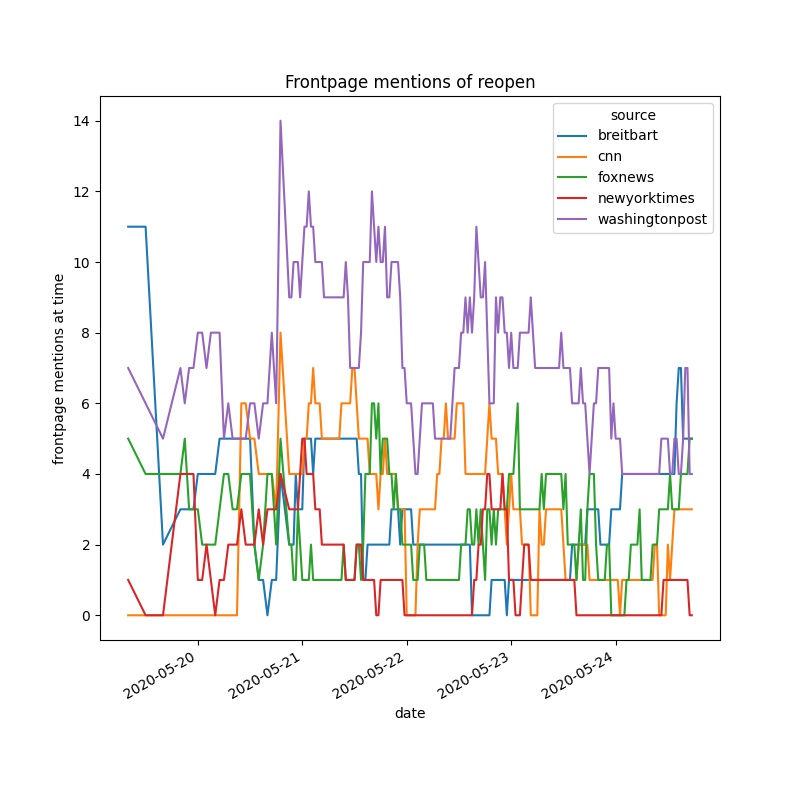 Frontpage mentions of reopen
source
breitbart
cnn
foxnews
newyorktimes
washingtonpost
frontpage mentions at time
14
12
10
8
6
4
2
0
2020-05-20
2020-05-21
2020-05-22
2020-05-23
2020-05-24
date